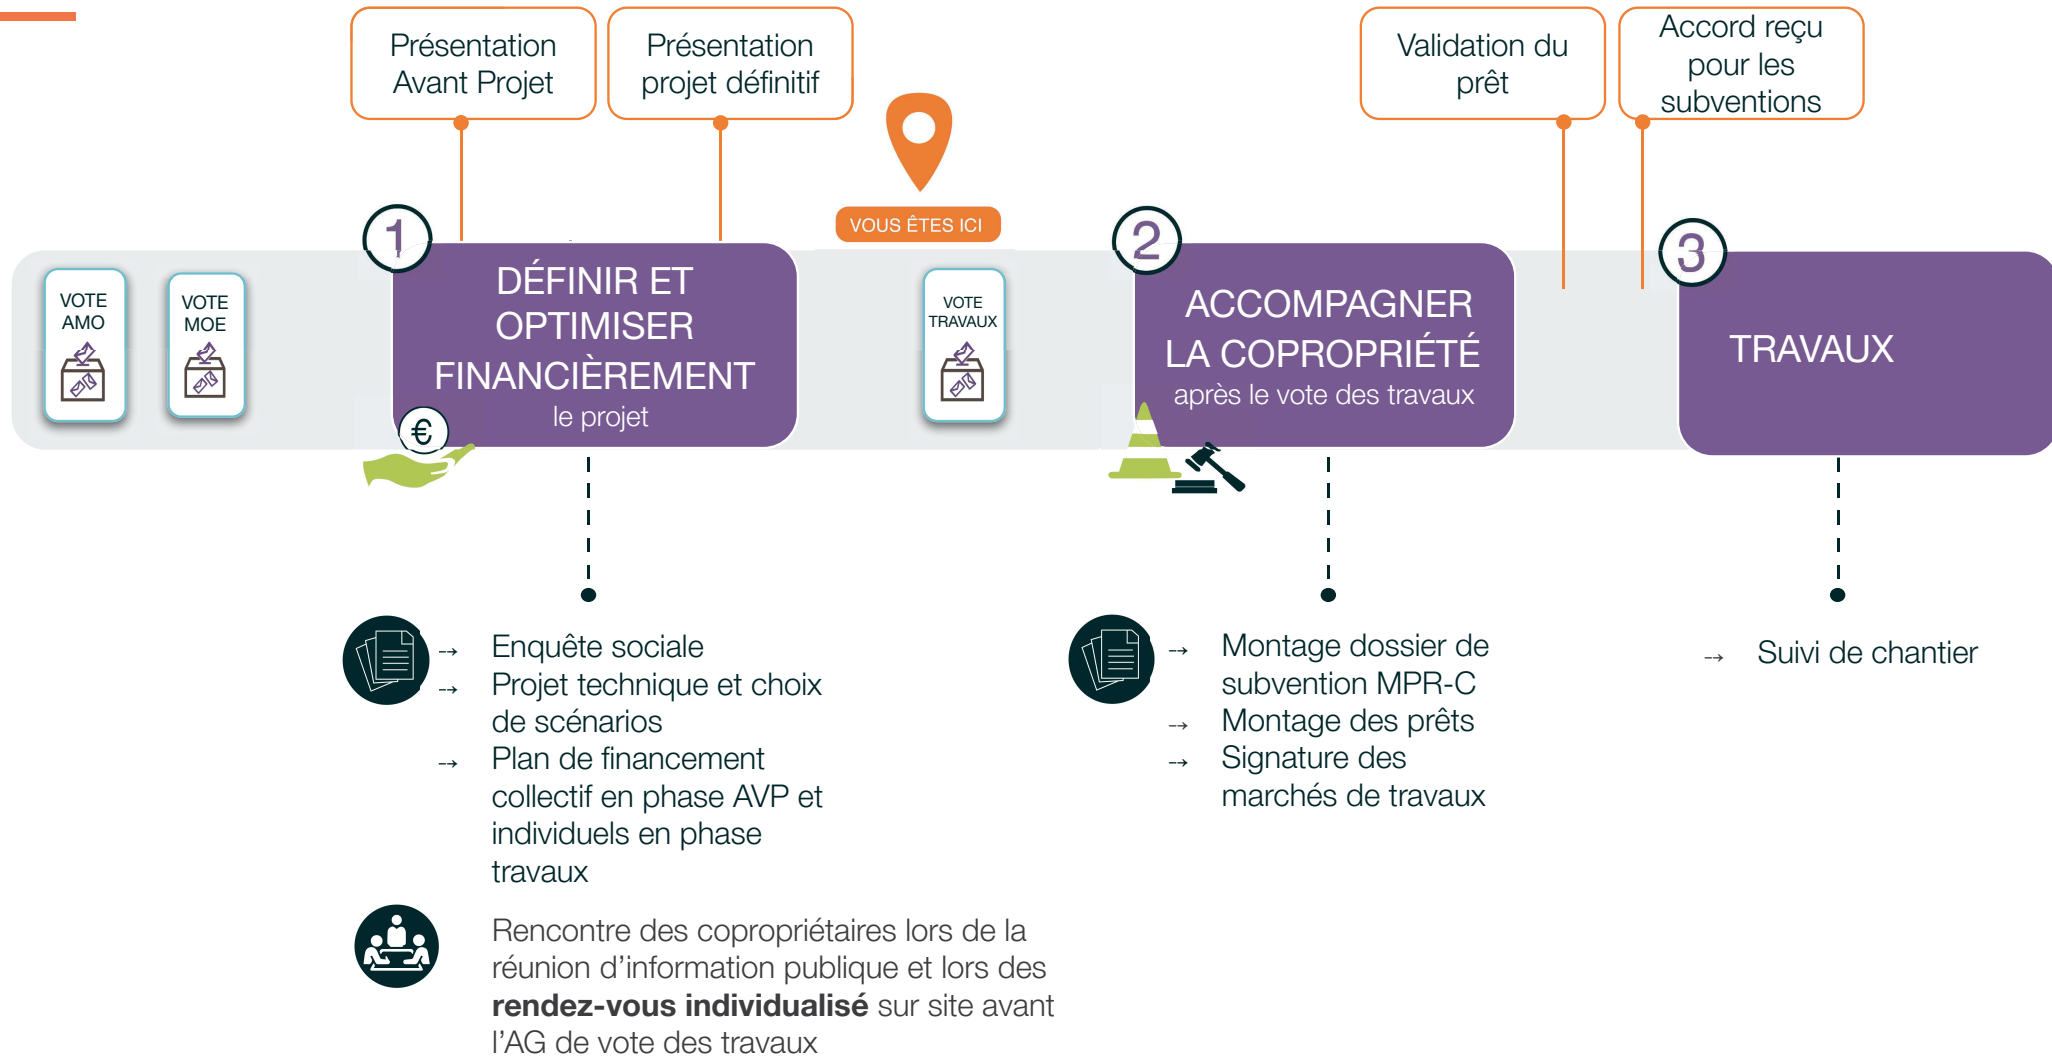 Présentation
Avant Projet
Présentation
projet définitif
Validation du
prêt
Accord reçu
pour les
subventions
VOUS ÊTES ICI
VOTE
AMO
VOTE
MOE
1
DÉFINIR ET
OPTIMISER
FINANCIÈREMENT
le projet
€
VOTE
TRAVAUX
2
ACCOMPAGNER
LA COPROPRIÉTÉ
après le vote des travaux
3
TRAVAUX
→ Enquête sociale
→ Projet technique et choix
de scénarios
→ Plan de financement
collectif en phase AVP et
individuels en phase
travaux
Rencontre des copropriétaires lors de la
réunion d’information publique et lors des
rendez-vous individualisé sur site avant
l’AG de vote des travaux
→ Montage dossier de
subvention MPR-C
→ Montage des prêts
→ Signature des
marchés de travaux
→ Suivi de chantier